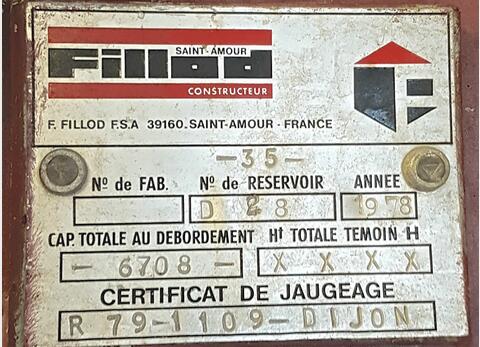 SAINT-AMOUR
Fillod
CONSTRUCTEUR
F. FILLOD F.S.A 39160.SAINT-AMOUR-FRANCE
-35-
Nº de FAB. Nº de RESERVOIR ANNEE
D 28 1978
CAP. TOTALE AU DEBORDEMENT Hᵗ TOTALE TEMOIN H
- 6708 - X X X X
CERTIFICAT DE JAUGEAGE
R 79-1109-DIJON